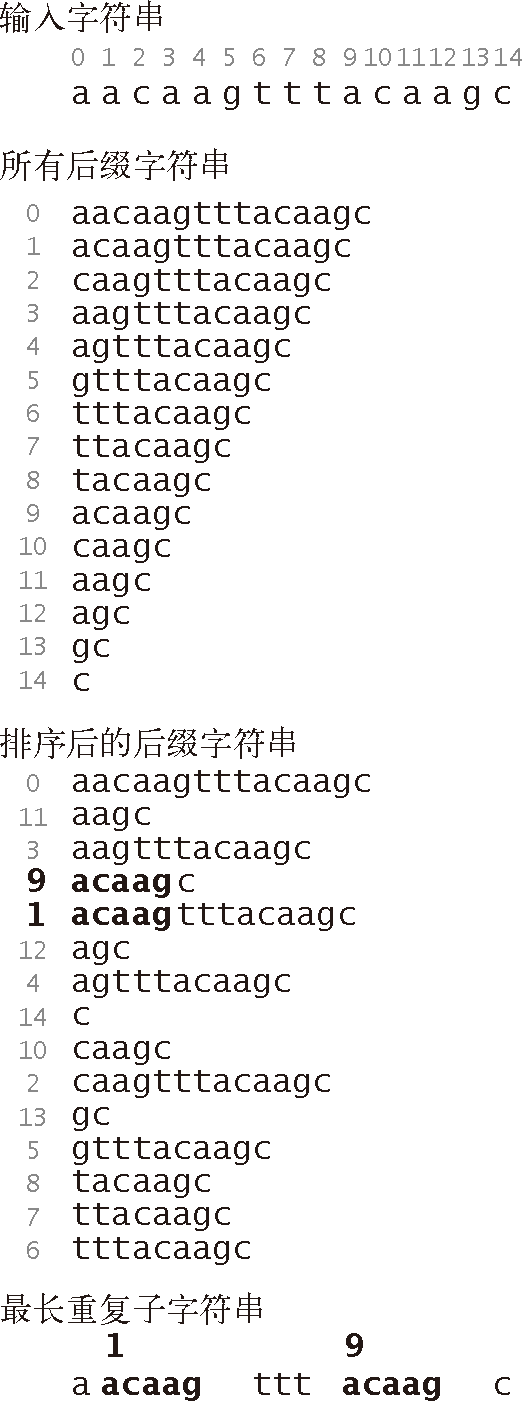 输入字符串
0 1 2 3 4 5 6 7 8 9 10 11 12 13 14
a a c a a g t t t a c a a g c
所有后缀字符串
0 aacaagtttacaagc
1 acaagtttacaagc
2 caagtttacaagc
3 aagtttacaagc
4 agtttacaagc
5 gtttacaagc
6 tttacaagc
7 ttacaagc
8 tacaagc
9 acaagc
10 caagc
11 aagc
12 agc
13 gc
14 c
排序后的后缀字符串
0 aacaagtttacaagc
11 aagc
3 aagtttacaagc
9 acaagc
1 acaagtttacaagc
12 agc
4 agtttacaagc
14 c
10 caagc
2 caagtttacaagc
13 gc
5 gtttacaagc
8 tacaagc
7 ttacaagc
6 tttacaagc
最长重复子字符串
1 9
a acaag ttt acaag c